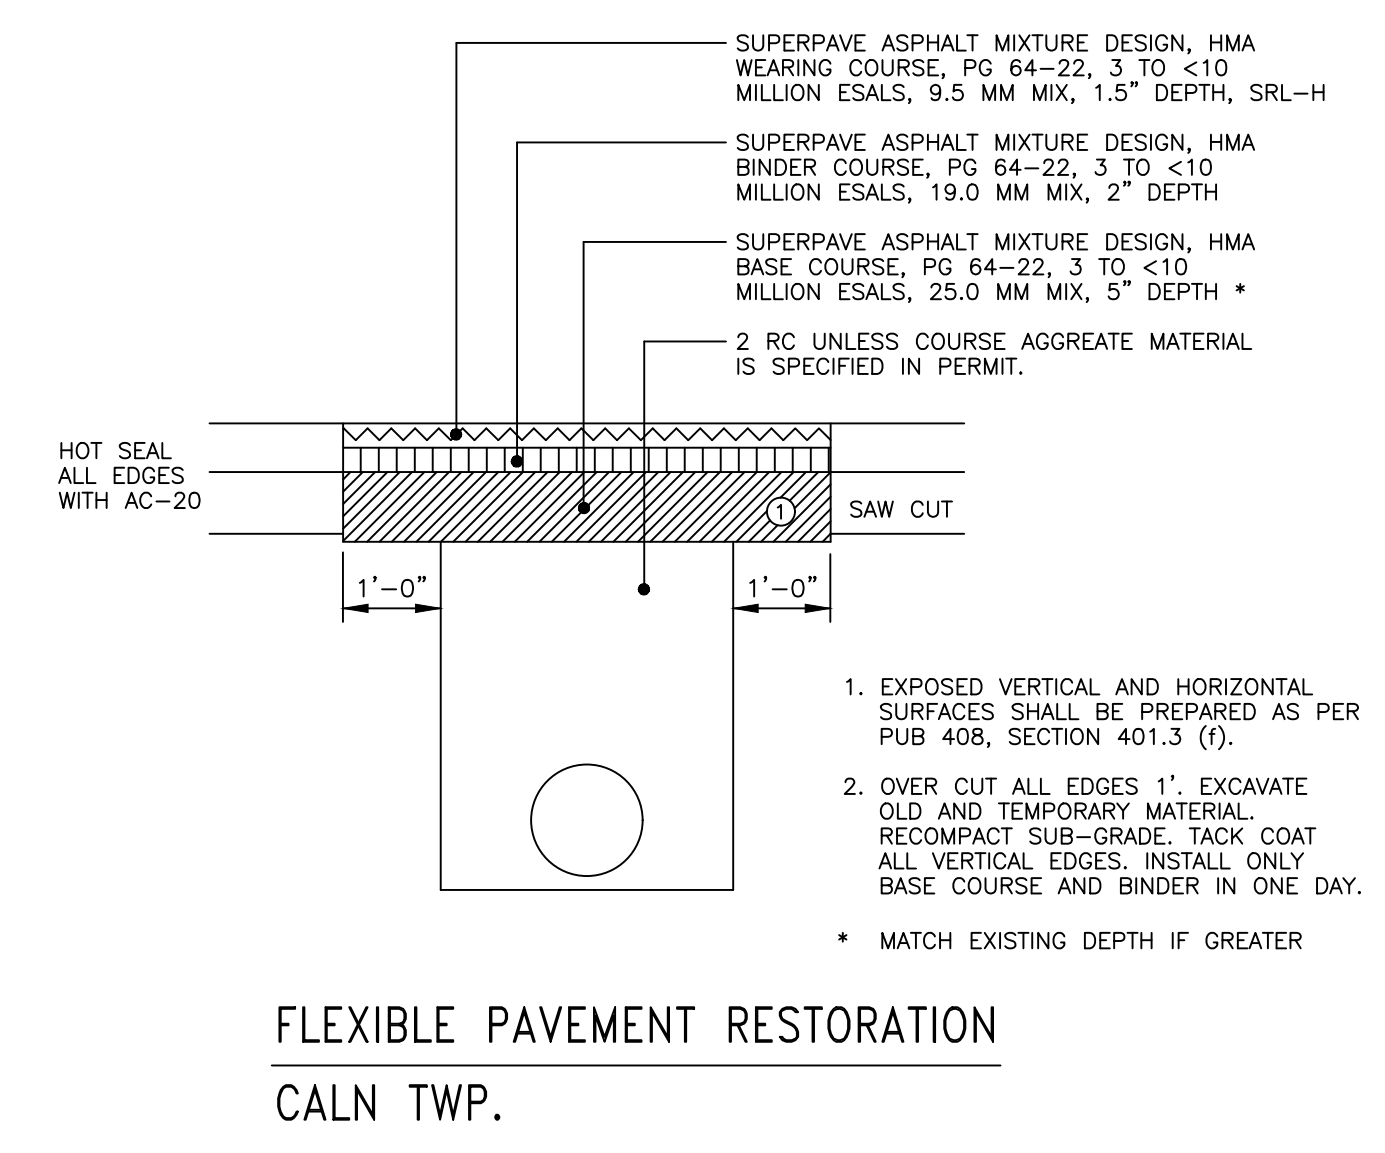 SUPERPAVE ASPHALT MIXTURE DESIGN, HMA
WEARING COURSE, PG 64-22, 3 TO <10
MILLION ESALS, 9.5 MM MIX, 1.5" DEPTH, SRL-H
SUPERPAVE ASPHALT MIXTURE DESIGN, HMA
BINDER COURSE, PG 64-22, 3 TO <10
MILLION ESALS, 19.0 MM MIX, 2" DEPTH
SUPERPAVE ASPHALT MIXTURE DESIGN, HMA
BASE COURSE, PG 64-22, 3 TO <10
MILLION ESALS, 25.0 MM MIX, 5" DEPTH *
2 RC UNLESS COURSE AGGREATE MATERIAL
IS SPECIFIED IN PERMIT.
HOT SEAL
ALL EDGES
WITH AC-20
1
SAW CUT
1'-0"
1'-0"
1. EXPOSED VERTICAL AND HORIZONTAL
SURFACES SHALL BE PREPARED AS PER
PUB 408, SECTION 401.3 (f).
2. OVER CUT ALL EDGES 1'. EXCAVATE
OLD AND TEMPORARY MATERIAL.
RECOMPACT SUB-GRADE. TACK COAT
ALL VERTICAL EDGES. INSTALL ONLY
BASE COURSE AND BINDER IN ONE DAY.
* MATCH EXISTING DEPTH IF GREATER
FLEXIBLE PAVEMENT RESTORATION
CALN TWP.